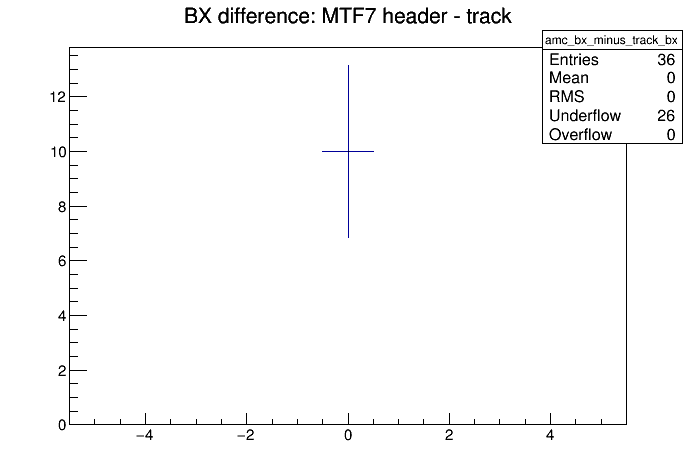 BX difference: MTF7 header - track
amc_bx_minus_track_bx
Entries 36
Mean 0
RMS 0
Underflow 26
Overflow 0
12
10
8
6
4
2
0
−4 −2 0 2 4